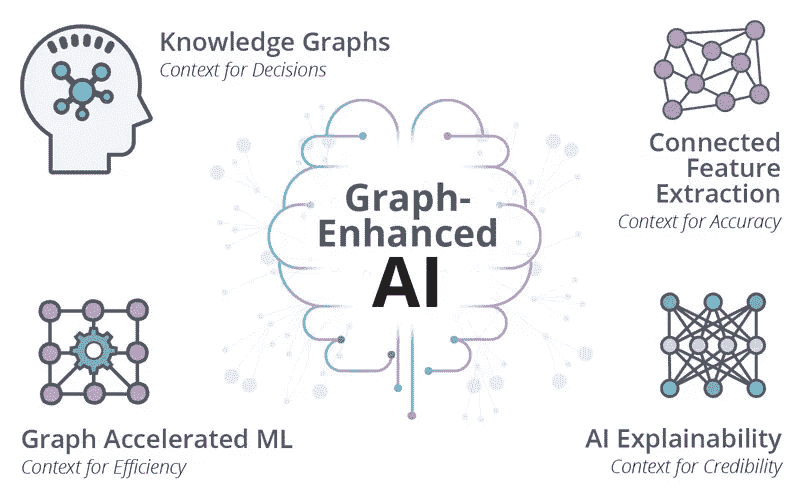 Knowledge Graphs
Context for Decisions
Connected
Feature
Extraction
Context for Accuracy
Graph-
Enhanced
AI
Graph Accelerated ML
Context for Efficiency
AI Explainability
Context for Credibility